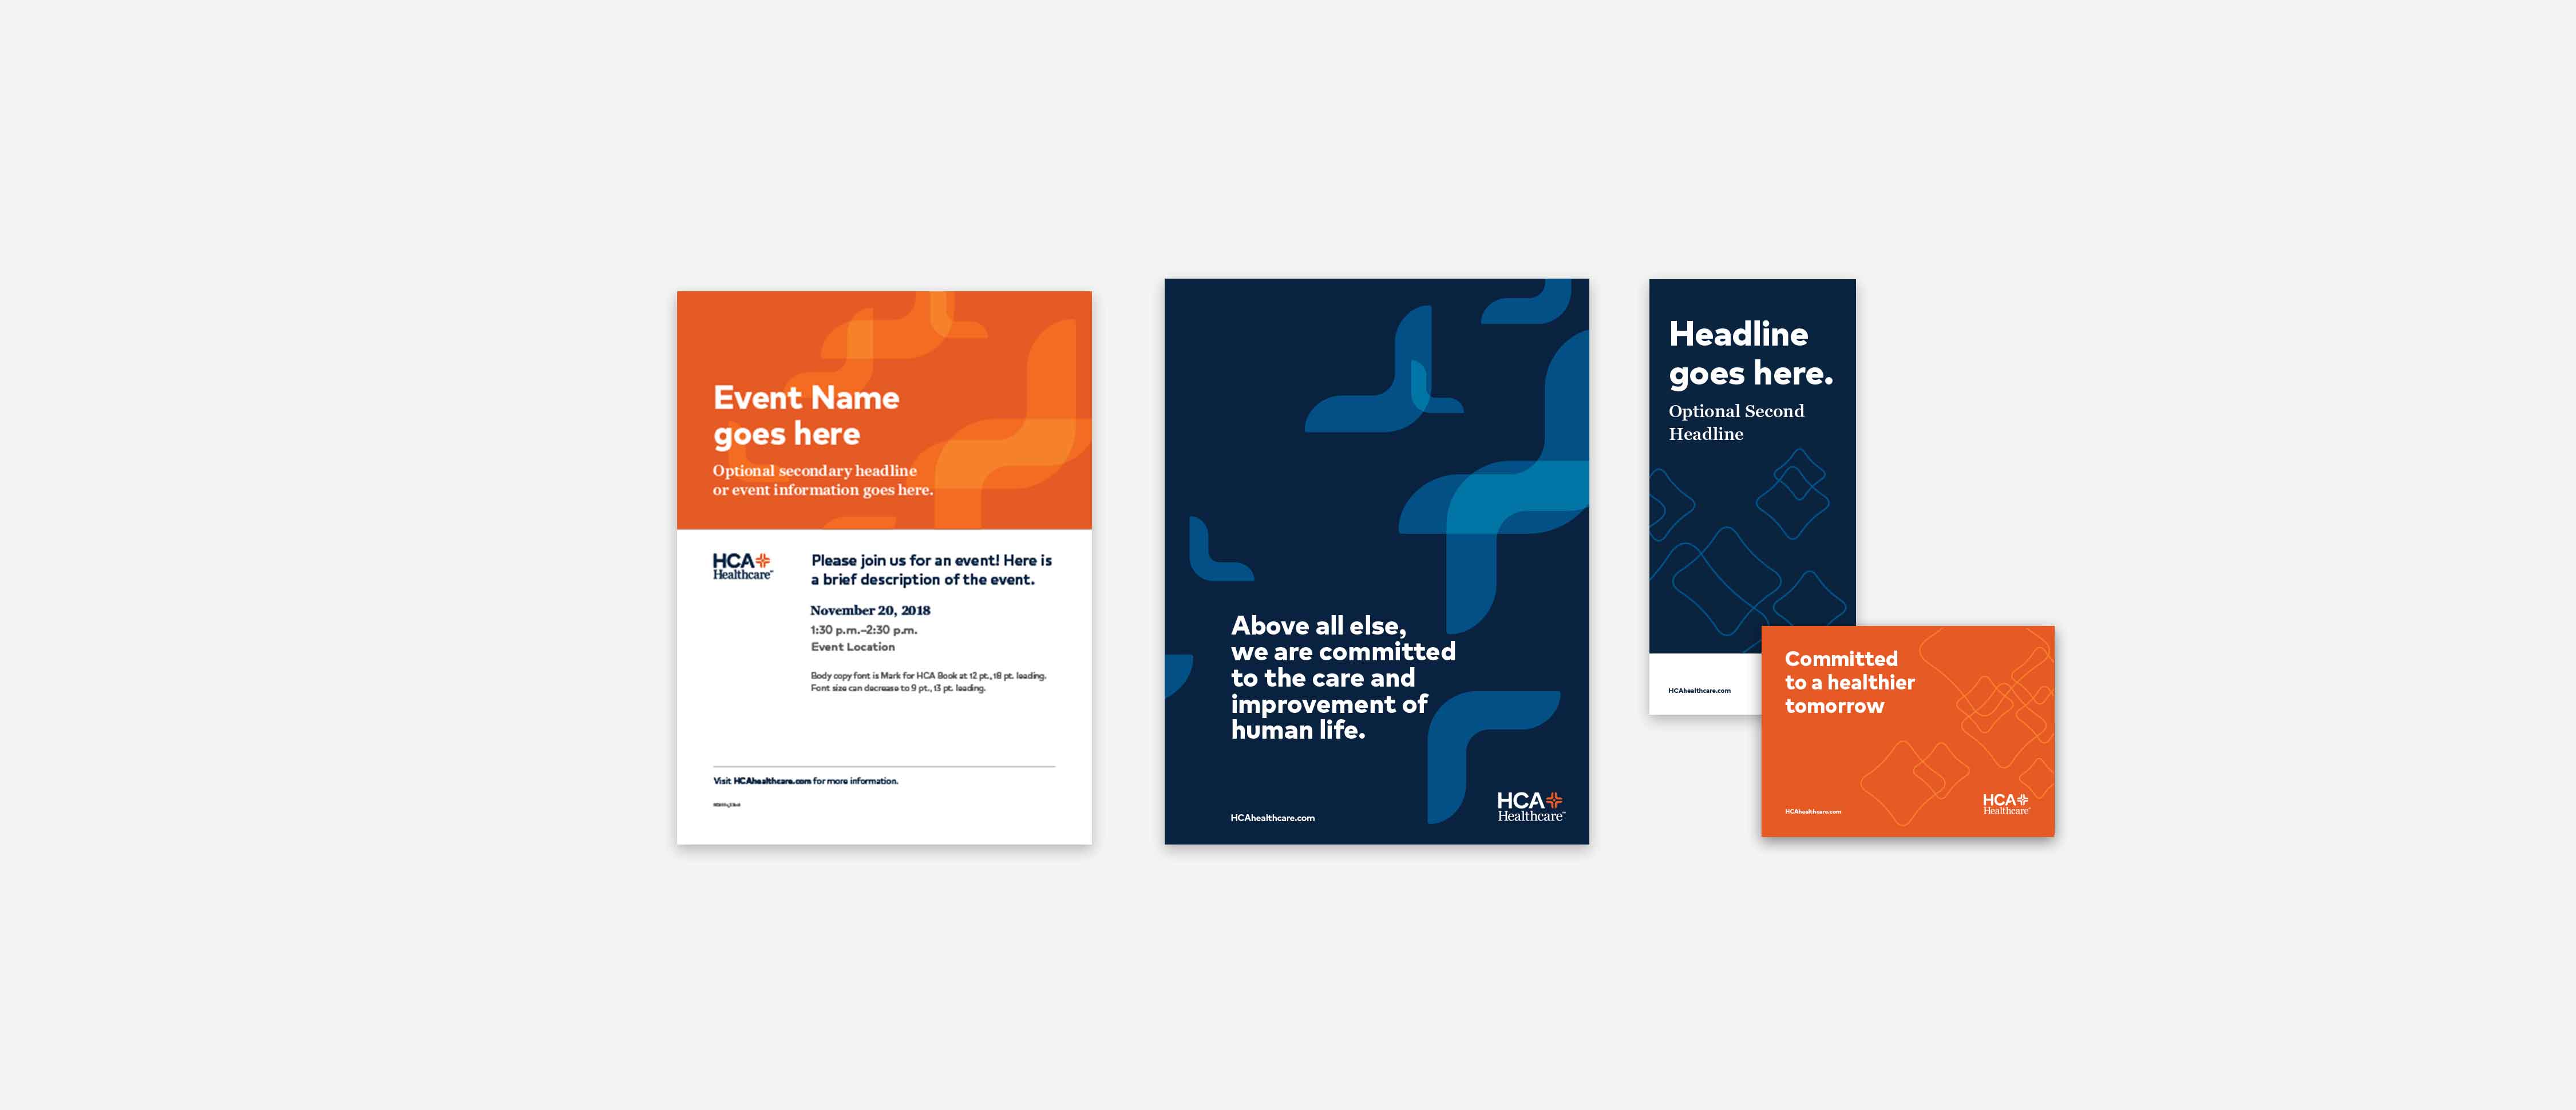 Event Name
goes here
Optional secondary headline
or event information goes here.
HCA
Healthcare™
Please join us for an event! Here is
a brief description of the event.
November 20, 2018
1:30 p.m.–2:30 p.m.
Event Location
Body copy font is Mark for HCA Book at 12 pt., 18 pt. leading.
Font size can decrease to 9 pt., 13 pt. leading.
Visit HCAhealthcare.com for more information.
Above all else,
we are committed
to the care and
improvement of
human life.
HCAhealthcare.com
HCA
Healthcare™
Headline
goes here.
Optional Second
Headline
HCAhealthcare.com
Committed
to a healthier
tomorrow
HCAhealthcare.com
HCA
Healthcare™